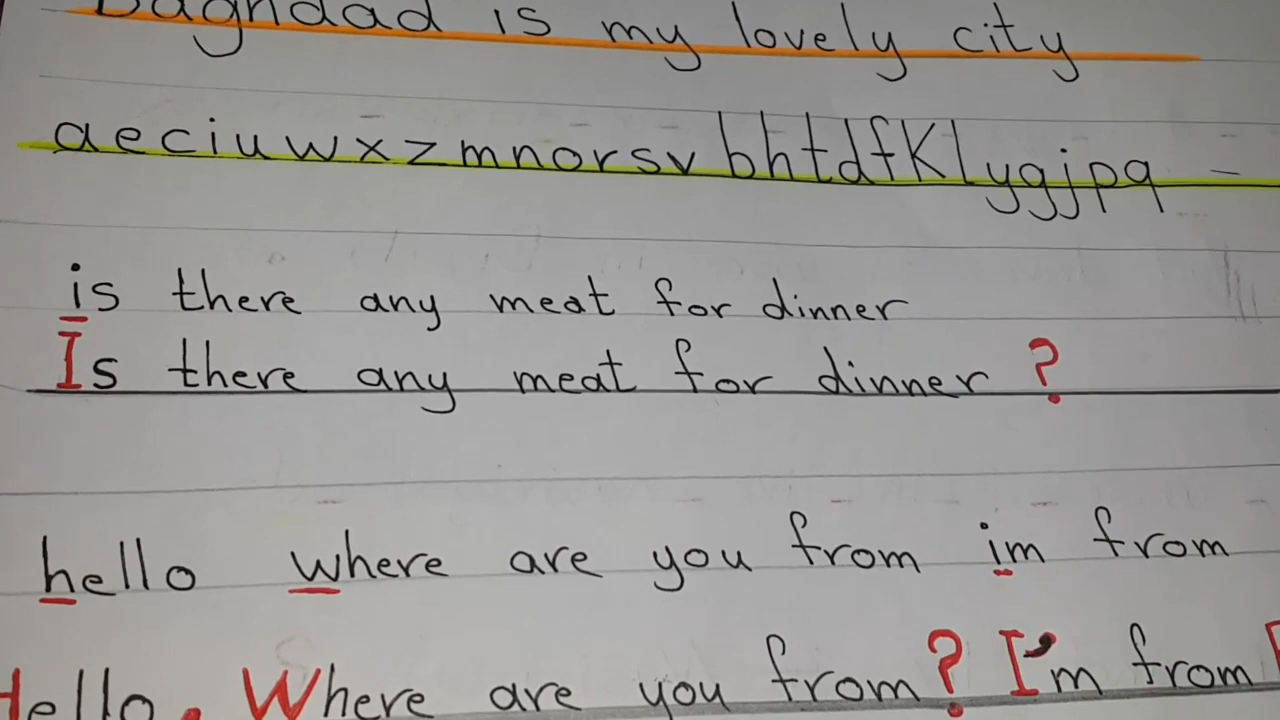 Baghdad is my lovely city
aeciuwxzmnorsvbhtdfKlygjpq -
is there any meat for dinner
Is there any meat for dinner ?
hello where are you from im from
Hello. Where are you from? I'm from